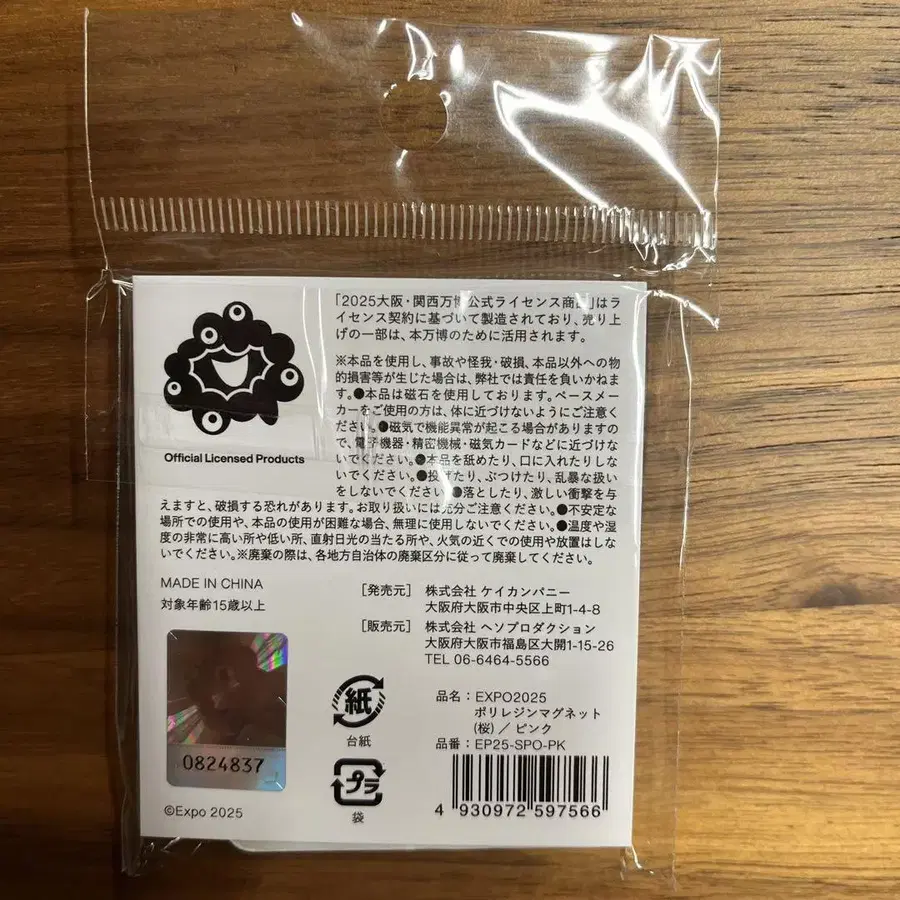 「2025大阪・関西万博公式ライセンス商品」はラ
イセンス契約に基づいて製造されており、売り上
げの一部は、本万博のために活用されます。
※本品を使用し、事故や怪我・破損、本品以外への物
的損害等が生じた場合は、弊社では責任を負いかねま
す。●本品は磁石を使用しております。ペースメー
カーをご使用の方は、体に近づけないようにご注意く
ださい。●磁気で機能異常が起こる場合がありますの
で、電子機器・精密機械・磁気カードなどに近づけな
いでください。●本品を舐めたり、口に入れたりしな
いでください。●投げたり、ぶつけたり、乱暴な扱い
をしないでください。●落としたり、激しい衝撃を与
えますと、破損する恐れがあります。お取り扱いには充分ご注意ください。●不安定な
場所での使用や、本品の使用が困難な場合、無理に使用しないでください。●温度や湿
度の非常に高い所や低い所、直射日光の当たる所や、火気の近くでの使用や放置はしな
いでください。※廃棄の際は、各地方自治体の廃棄区分に従って廃棄してください。
Official Licensed Products
MADE IN CHINA
対象年齢15歳以上
[発売元] 株式会社 ケイカンパニー
大阪府大阪市中央区上町1-4-8
[販売元] 株式会社 ヘソプロダクション
大阪府大阪市福島区大開1-15-26
TEL 06-6464-5566
紙
台紙
プラ
袋
品名：EXPO2025
ポリレジンマグネット
(桜)／ピンク
品番：EP25-SPO-PK
4 930972 597566
0824837
©Expo 2025